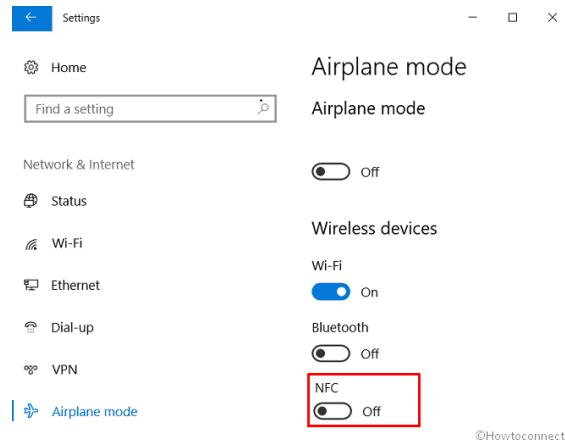 Settings
Home
Find a setting
Network & Internet
Status
Wi-Fi
Ethernet
Dial-up
VPN
Airplane mode
Airplane mode
Airplane mode
Off
Wireless devices
Wi-Fi
On
Bluetooth
Off
NFC
Off
©Howtoconnect